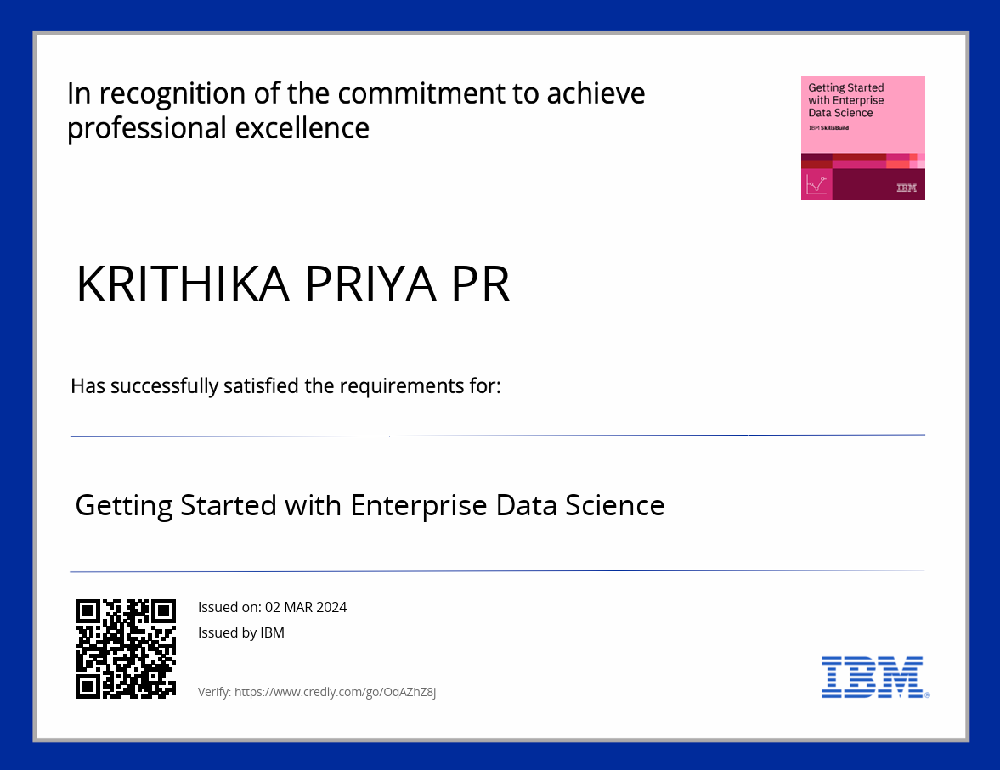 In recognition of the commitment to achieve
professional excellence
Getting Started
with Enterprise
Data Science
IBM SkillsBuild
IBM
KRITHIKA PRIYA PR
Has successfully satisfied the requirements for:
Getting Started with Enterprise Data Science
Issued on: 02 MAR 2024
Issued by IBM
Verify: https://www.credly.com/go/OqAZhZ8j
IBM®